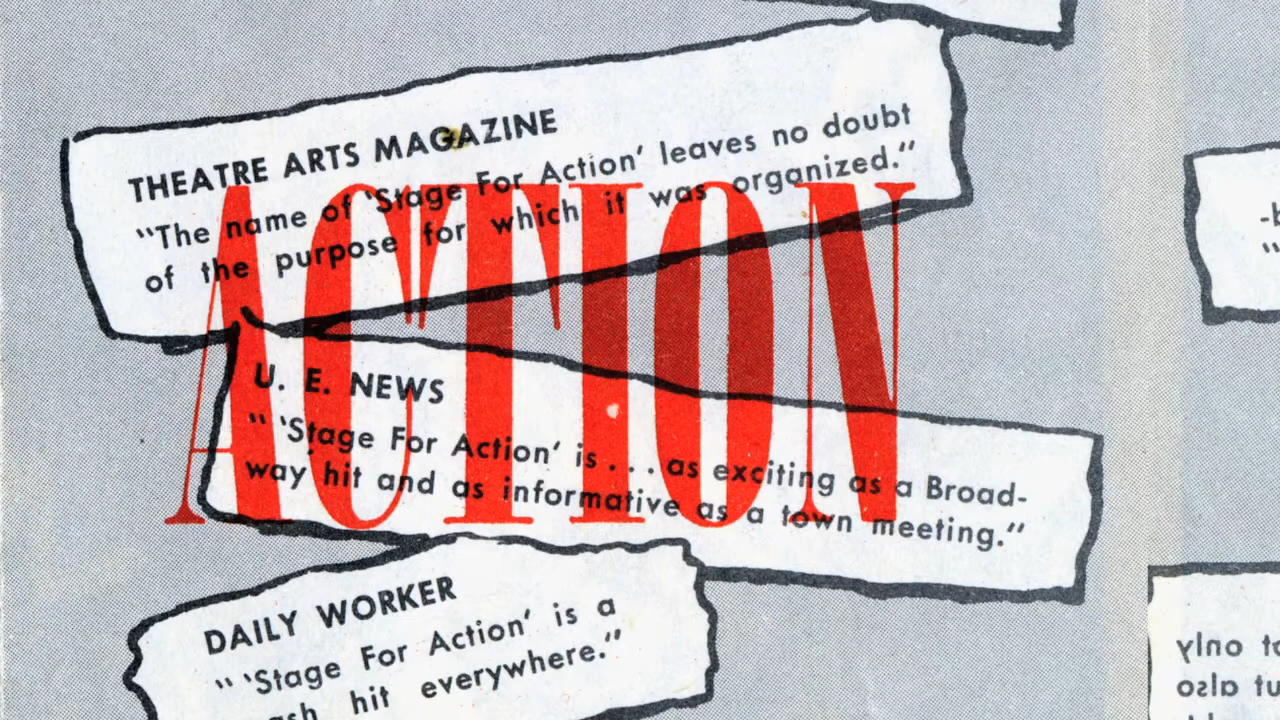 THEATRE ARTS MAGAZINE
"The name of 'Stage For Action' leaves no doubt
of the purpose for which it was organized."
ACTION
U. E. NEWS
" 'Stage For Action' is . . . as exciting as a Broad-
way hit and as informative as a town meeting."
DAILY WORKER
" 'Stage For Action' is a
hit everywhere."
only
also